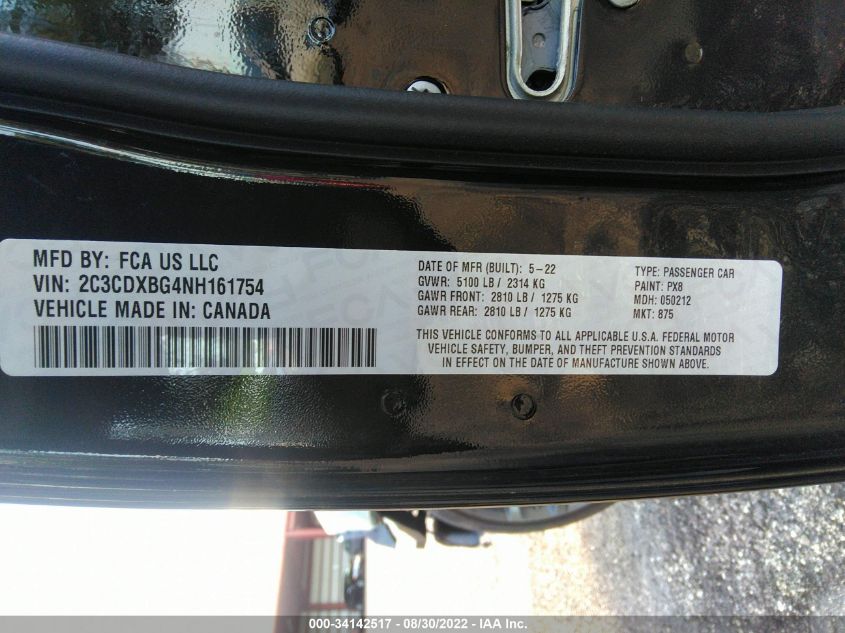 MFD BY: FCA US LLC
VIN: 2C3CDXBG4NH161754
VEHICLE MADE IN: CANADA
DATE OF MFR (BUILT): 5-22
GVWR: 5100 LB / 2314 KG
GAWR FRONT: 2810 LB / 1275 KG
GAWR REAR: 2810 LB / 1275 KG
TYPE: PASSENGER CAR
PAINT: PX8
MDH: 050212
MKT: 875
THIS VEHICLE CONFORMS TO ALL APPLICABLE U.S.A. FEDERAL MOTOR
VEHICLE SAFETY, BUMPER, AND THEFT PREVENTION STANDARDS
IN EFFECT ON THE DATE OF MANUFACTURE SHOWN ABOVE.
000-34142517 - 08/30/2022 - IAA Inc.